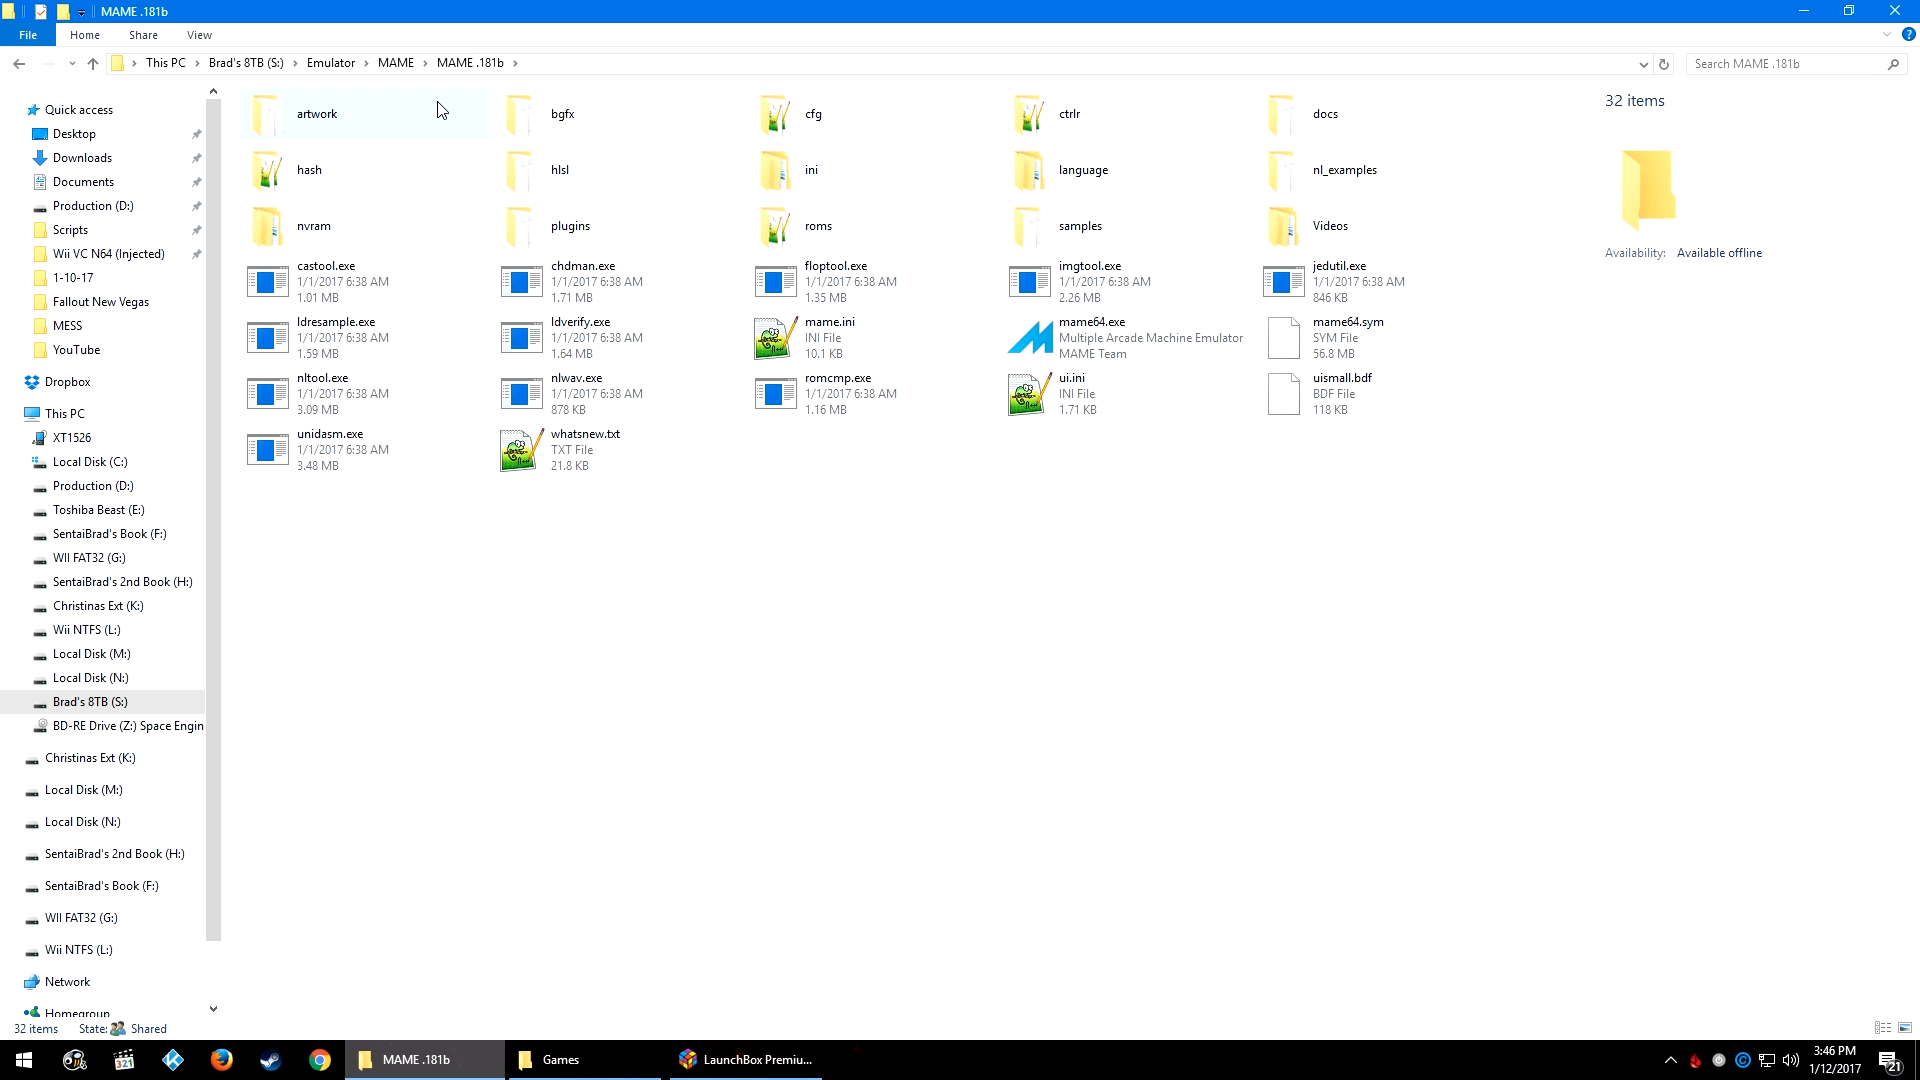 MAME .181b
File
Home
Share
View
This PC
Brad's 8TB (S:)
Emulator
MAME
MAME .181b
Search MAME .181b
Quick access
Desktop
Downloads
Documents
Production (D:)
Scripts
Wii VC N64 (Injected)
1-10-17
Fallout New Vegas
MESS
YouTube
Dropbox
This PC
XT1526
Local Disk (C:)
Production (D:)
Toshiba Beast (E:)
SentaiBrad's Book (F:)
WII FAT32 (G:)
SentaiBrad's 2nd Book (H:)
Christinas Ext (K:)
Wii NTFS (L:)
Local Disk (M:)
Local Disk (N:)
Brad's 8TB (S:)
BD-RE Drive (Z:) Space Engin
Christinas Ext (K:)
Local Disk (M:)
Local Disk (N:)
SentaiBrad's 2nd Book (H:)
SentaiBrad's Book (F:)
WII FAT32 (G:)
Wii NTFS (L:)
Network
Homegroup
artwork
bgfx
cfg
ctrlr
docs
hash
hlsl
ini
language
nl_examples
nvram
plugins
roms
samples
Videos
castool.exe
1/1/2017 6:38 AM
1.01 MB
chdman.exe
1/1/2017 6:38 AM
1.71 MB
floptool.exe
1/1/2017 6:38 AM
1.35 MB
imgtool.exe
1/1/2017 6:38 AM
2.26 MB
jedutil.exe
1/1/2017 6:38 AM
846 KB
ldresample.exe
1/1/2017 6:38 AM
1.59 MB
ldverify.exe
1/1/2017 6:38 AM
1.64 MB
mame.ini
INI File
10.1 KB
mame64.exe
Multiple Arcade Machine Emulator
MAME Team
mame64.sym
SYM File
56.8 MB
nltool.exe
1/1/2017 6:38 AM
3.09 MB
nlwav.exe
1/1/2017 6:38 AM
878 KB
romcmp.exe
1/1/2017 6:38 AM
1.16 MB
ui.ini
INI File
1.71 KB
uismall.bdf
BDF File
118 KB
unidasm.exe
1/1/2017 6:38 AM
3.48 MB
whatsnew.txt
TXT File
21.8 KB
32 items
Availability: Available offline
32 items
State: Shared
321
MAME .181b
Games
LaunchBox Premiu...
3:46 PM
1/12/2017
21